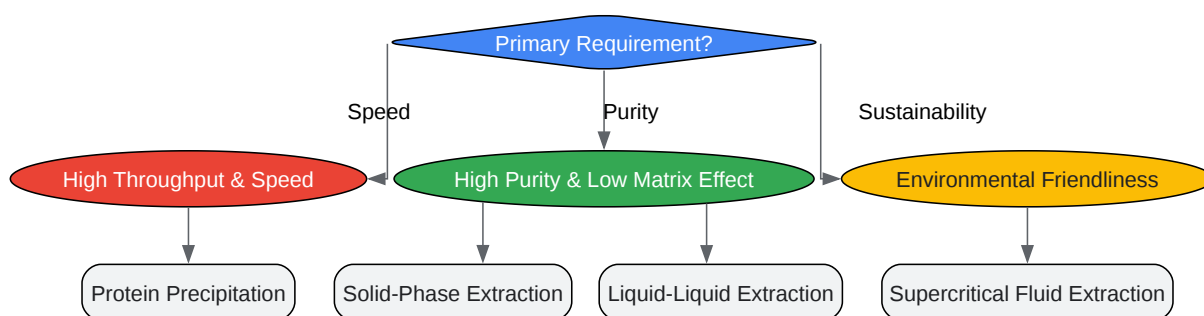 Primary Requirement?
Speed
Purity
Sustainability
High Throughput & Speed
High Purity & Low Matrix Effect
Environmental Friendliness
Protein Precipitation
Solid-Phase Extraction
Liquid-Liquid Extraction
Supercritical Fluid Extraction